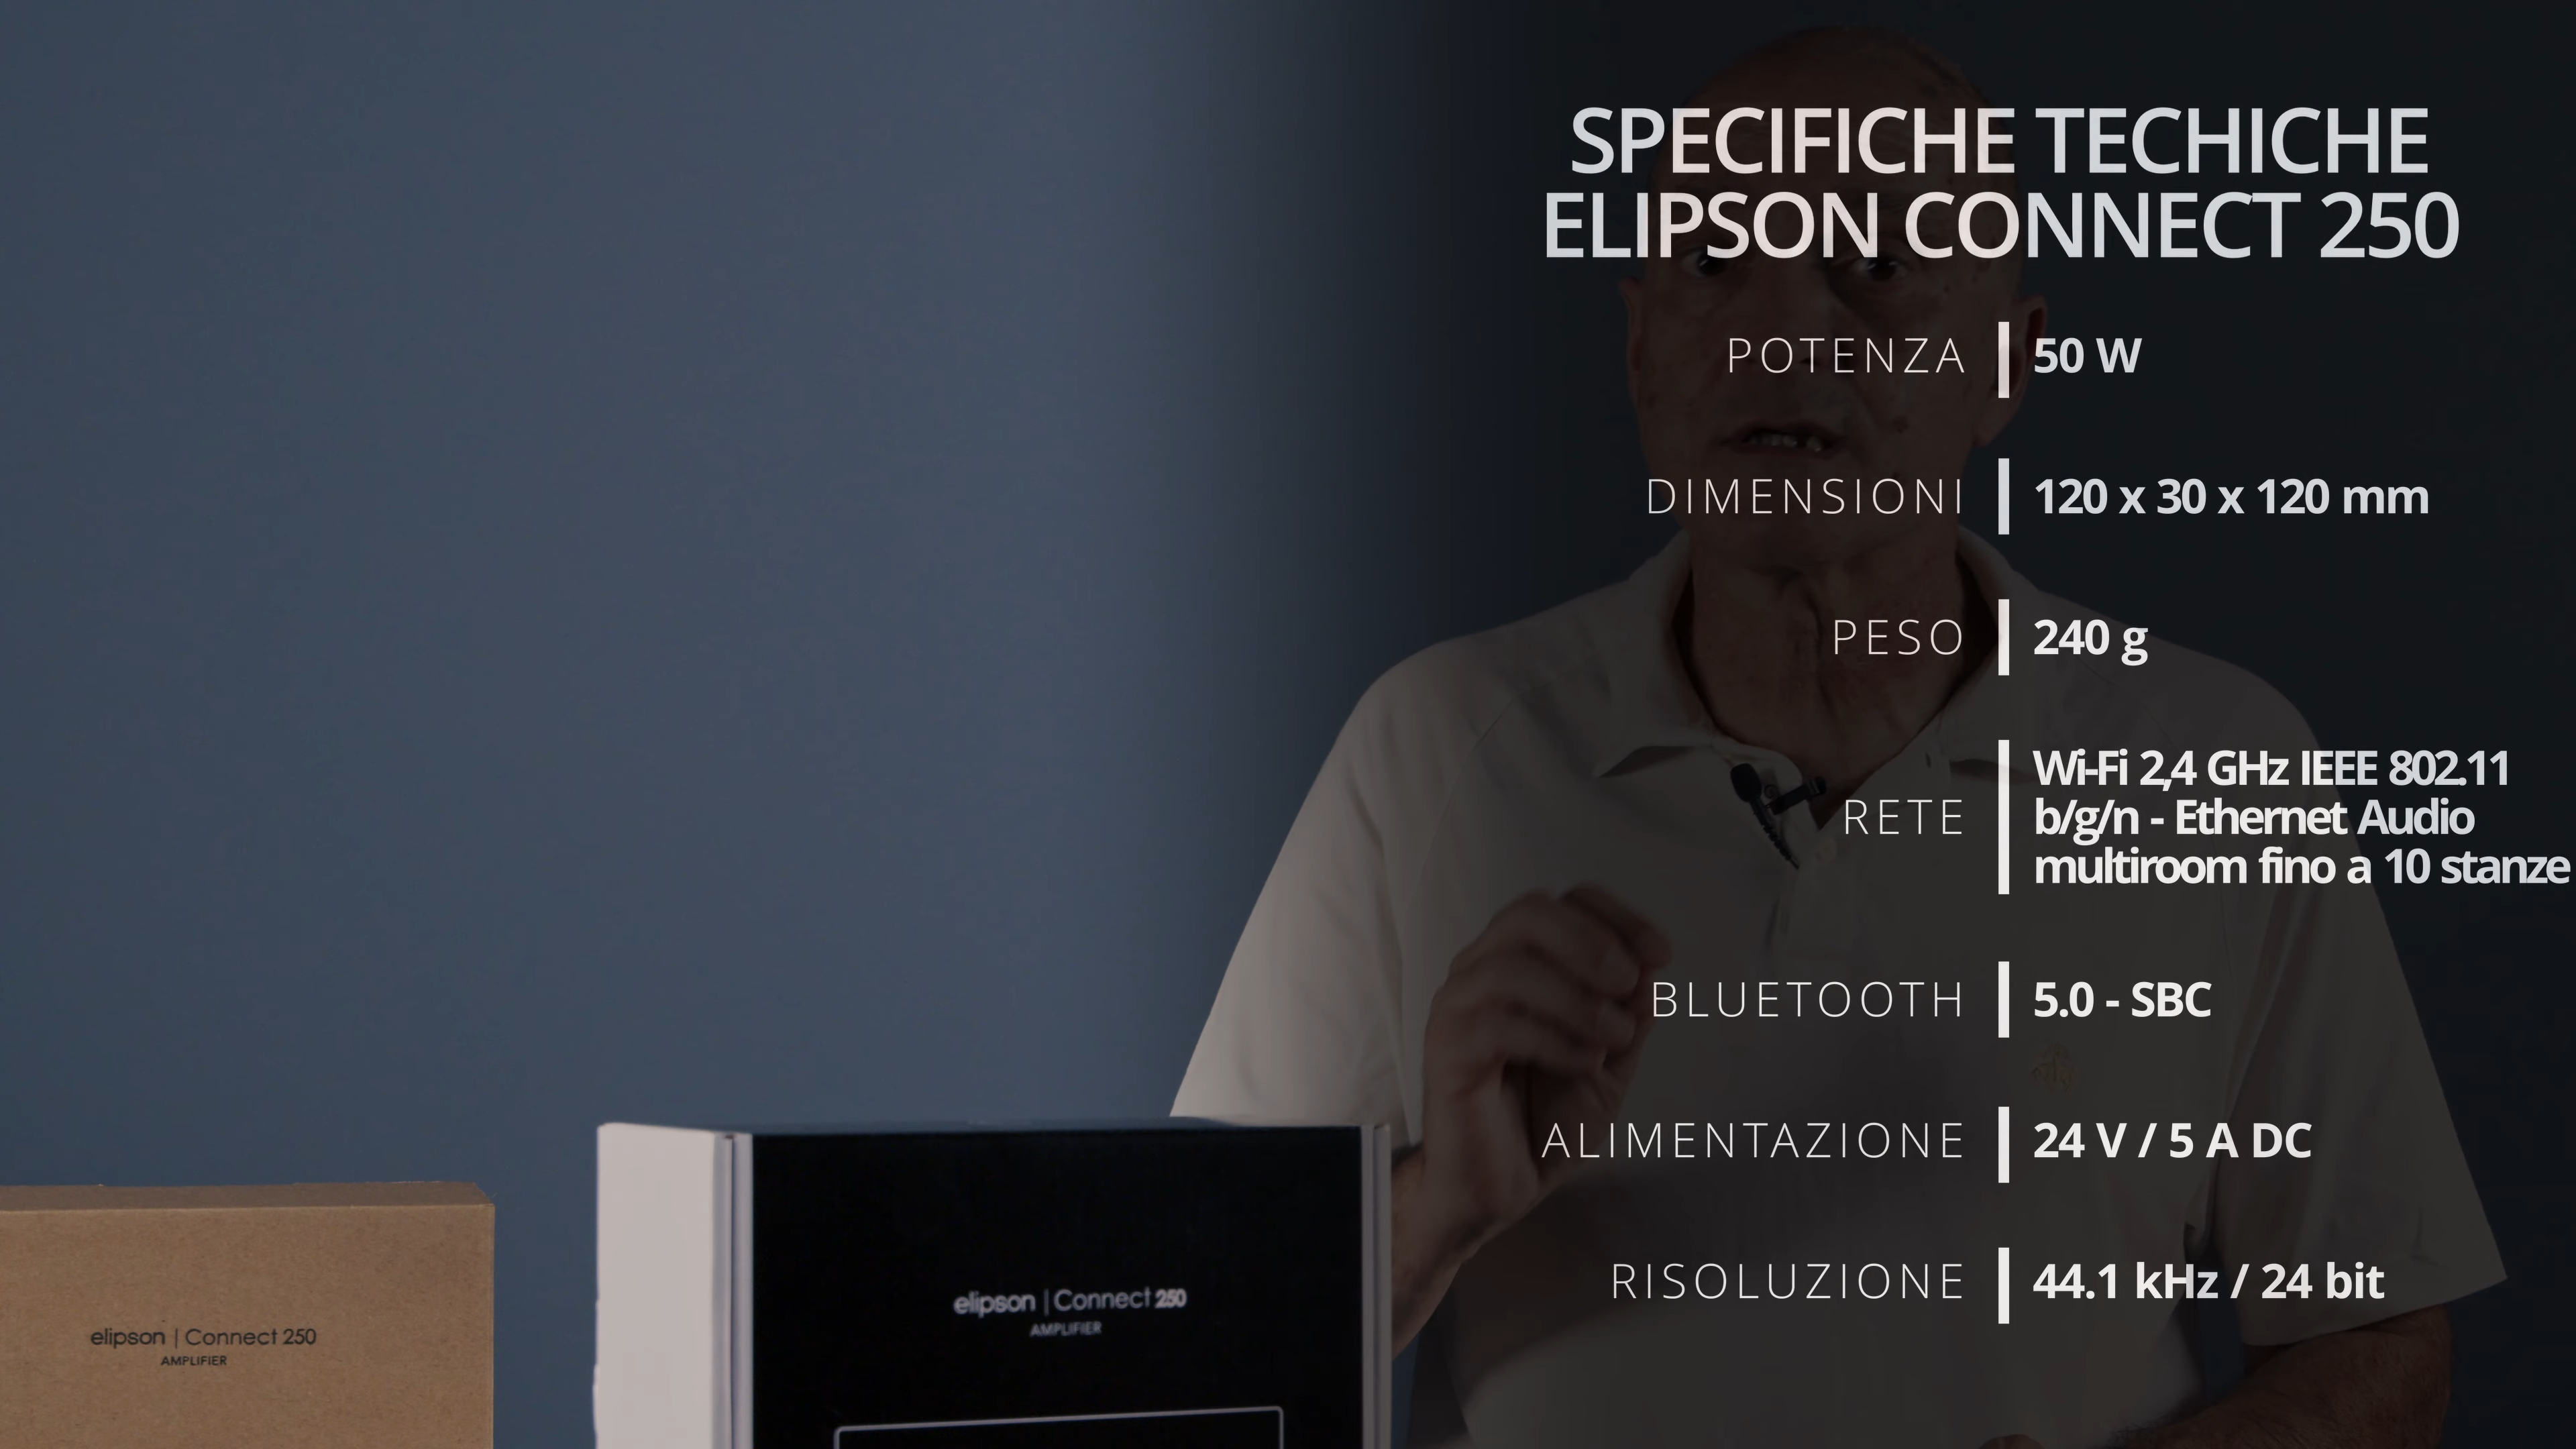 SPECIFICHE TECHICHE
ELIPSON CONNECT 250
POTENZA 50 W
DIMENSIONI 120 x 30 x 120 mm
PESO 240 g
RETE Wi-Fi 2,4 GHz IEEE 802.11
b/g/n - Ethernet Audio
multiroom fino a 10 stanze
BLUETOOTH 5.0 - SBC
ALIMENTAZIONE 24 V / 5 A DC
RISOLUZIONE 44.1 kHz / 24 bit
elipson | Connect 250
AMPLIFIER
elipson | Connect 250
AMPLIFIER